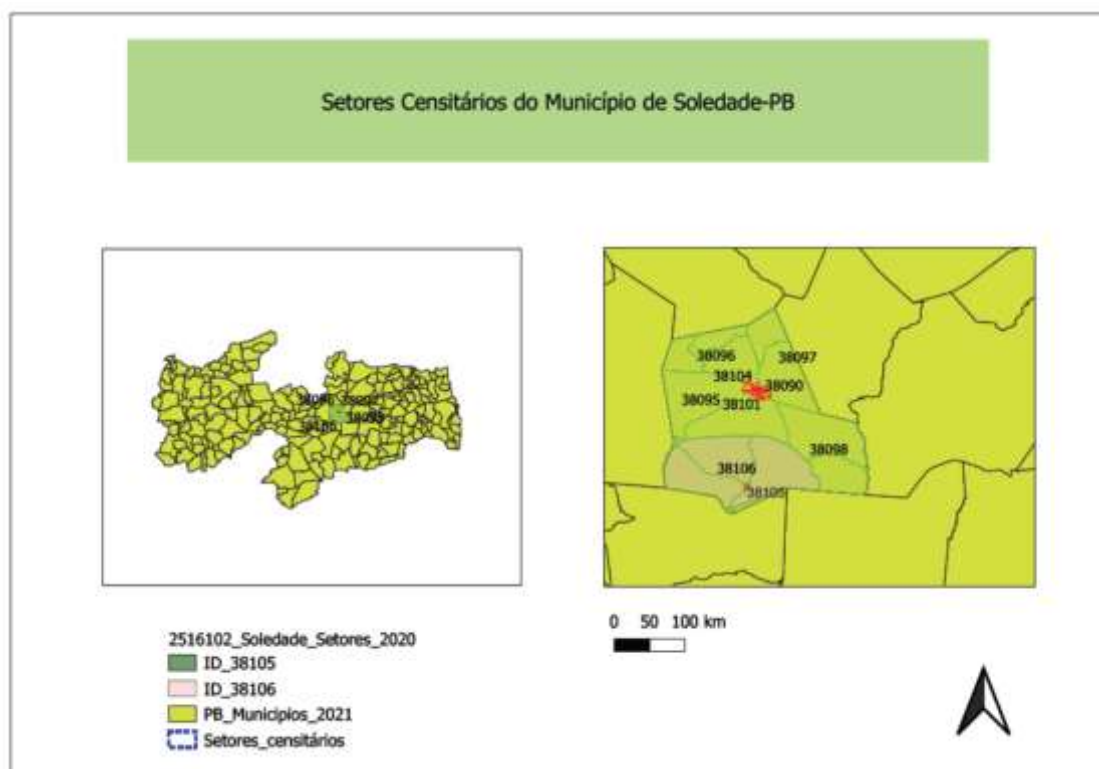 Setores Censitários do Município de Soledade-PB
38096
38097
38104
38090
38095
38101
38098
38106
38105
0 50 100 km
2516102_Soledade_Setores_2020
ID_38105
ID_38106
PB_Municipios_2021
Setores_censitários